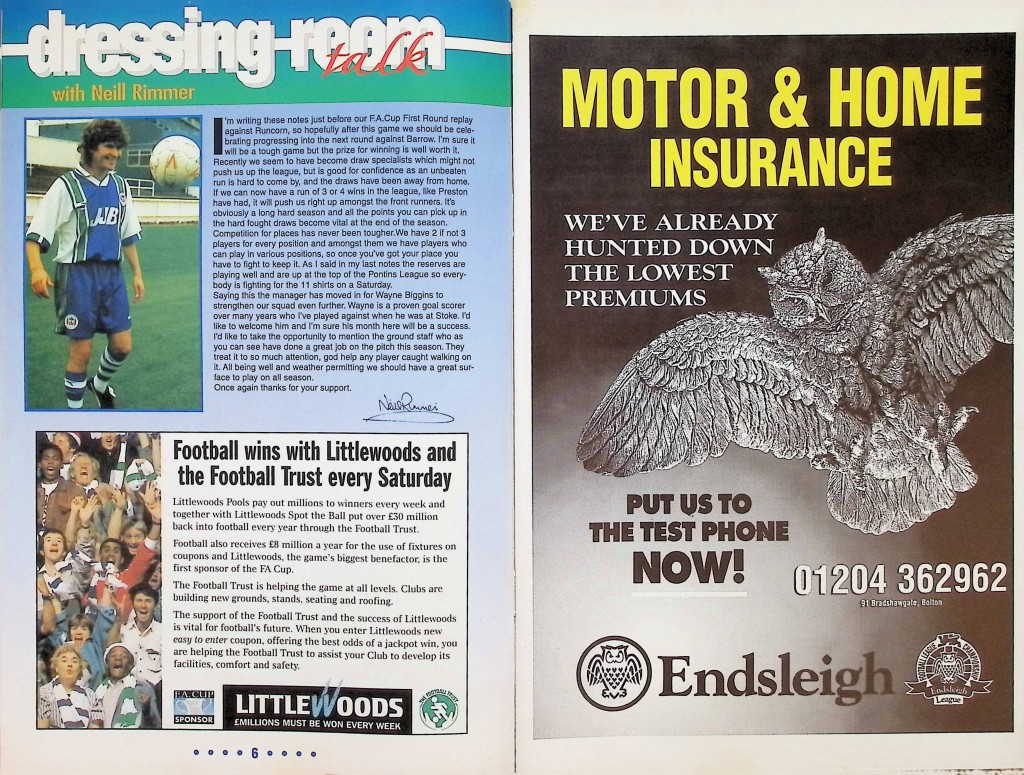 dressing room
talk
with Neill Rimmer
I'm writing these notes just before our F.A.Cup First Round replay
against Runcorn, so hopefully after this game we should be cele-
brating progressing into the next round against Barrow. I'm sure it
will be a tough game but the prize for winning is well worth it.
Recently we seem to have become draw specialists which might not
push us up the league, but is good for confidence as an unbeaten
run is hard to come by, and the draws have been away from home.
If we can now have a run of 3 or 4 wins in the league, like Preston
have had, it will push us right up amongst the front runners. It's
obviously a long hard season and all the points you can pick up in
the hard fought draws become vital at the end of the season.
Competition for places has never been tougher.We have 2 if not 3
players for every position and amongst them we have players who
can play in various positions, so once you've got your place you
have to fight to keep it. As I said in my last notes the reserves are
playing well and are up at the top of the Pontins League so every-
body is fighting for the 11 shirts on a Saturday.
Saying this the manager has moved in for Wayne Biggins to
strengthen our squad even further. Wayne is a proven goal scorer
over many years who I've played against when he was at Stoke. I'd
like to welcome him and I'm sure his month here will be a success.
I'd like to take the opportunity to mention the ground staff who as
you can see have done a great job on the pitch this season. They
treat it to so much attention, god help any player caught walking on
it. All being well and weather permitting we should have a great sur-
face to play on all season.
Once again thanks for your support.
Neill Rimmer
JJB
Football wins with Littlewoods and
the Football Trust every Saturday
Littlewoods Pools pay out millions to winners every week and
together with Littlewoods Spot the Ball put over £30 million
back into football every year through the Football Trust.
Football also receives £8 million a year for the use of fixtures on
coupons and Littlewoods, the game's biggest benefactor, is the
first sponsor of the FA Cup.
The Football Trust is helping the game at all levels. Clubs are
building new grounds, stands, seating and roofing.
The support of the Football Trust and the success of Littlewoods
is vital for football's future. When you enter Littlewoods new
easy to enter coupon, offering the best odds of a jackpot win, you
are helping the Football Trust to assist your Club to develop its
facilities, comfort and safety.
F.A. CUP
SPONSOR
LITTLEWOODS
£MILLIONS MUST BE WON EVERY WEEK
THE FOOTBALL TRUST
6
MOTOR & HOME
INSURANCE
WE'VE ALREADY
HUNTED DOWN
THE LOWEST
PREMIUMS
PUT US TO
THE TEST PHONE
NOW!
01204 362962
91 Bradshawgate, Bolton
Endsleigh
Endsleigh
League